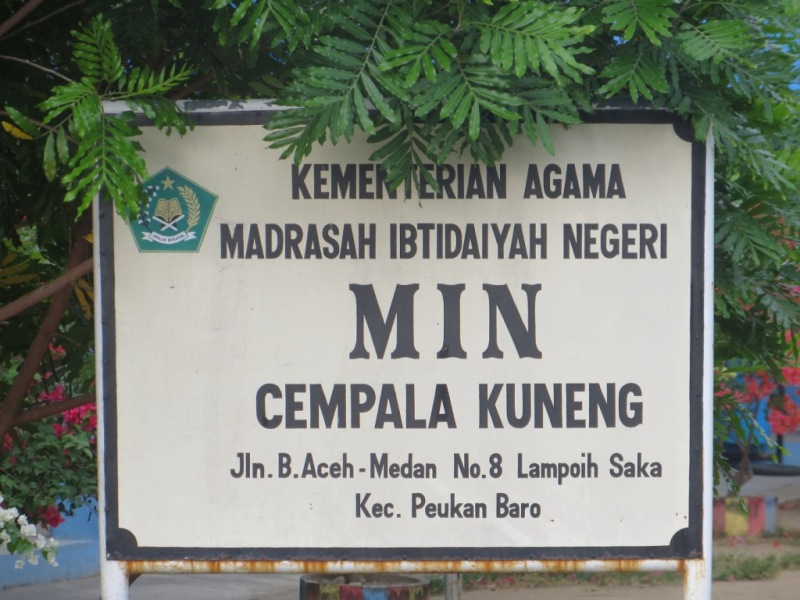 KEMENTERIAN AGAMA
MADRASAH IBTIDAIYAH NEGERI
MIN
CEMPALA KUNENG
Jln. B. Aceh - Medan No. 8 Lampoih Saka
Kec. Peukan Baro